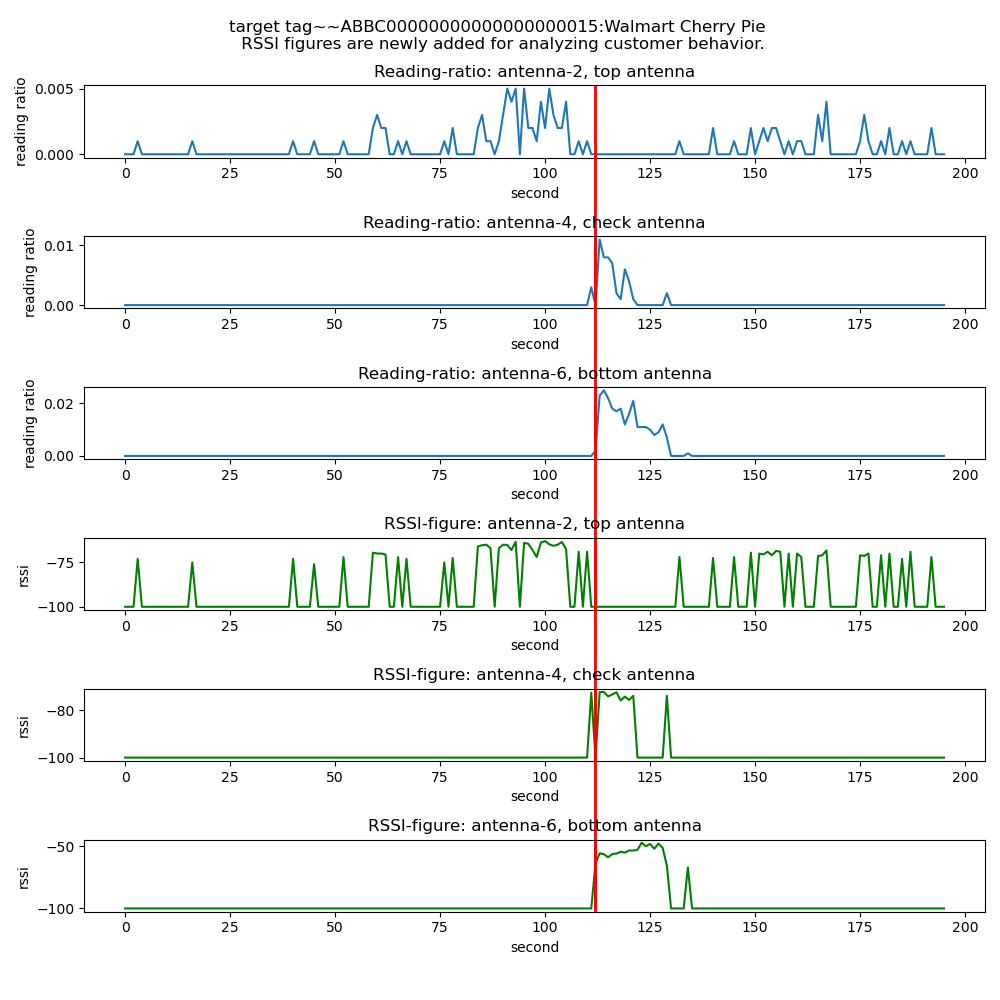 target tag~~ABBC00000000000000000015:Walmart Cherry Pie
RSSI figures are newly added for analyzing customer behavior.
Reading-ratio: antenna-2, top antenna
reading ratio
0.005
0.000
0 25 50 75 100 125 150 175 200
second
Reading-ratio: antenna-4, check antenna
reading ratio
0.01
0.00
0 25 50 75 100 125 150 175 200
second
Reading-ratio: antenna-6, bottom antenna
reading ratio
0.02
0.00
0 25 50 75 100 125 150 175 200
second
RSSI-figure: antenna-2, top antenna
rssi
−75
−100
0 25 50 75 100 125 150 175 200
second
RSSI-figure: antenna-4, check antenna
rssi
−80
−100
0 25 50 75 100 125 150 175 200
second
RSSI-figure: antenna-6, bottom antenna
rssi
−50
−100
0 25 50 75 100 125 150 175 200
second